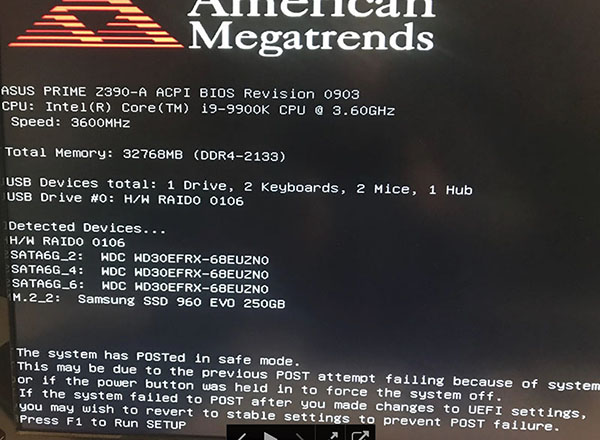 American
Megatrends
ASUS PRIME Z390-A ACPI BIOS Revision 0903
CPU: Intel(R) Core(TM) i9-9900K CPU @ 3.60GHz
Speed: 3600MHz
Total Memory: 32768MB (DDR4-2133)
USB Devices total: 1 Drive, 2 Keyboards, 2 Mice, 1 Hub
USB Drive #0: H/W RAID0 0106
Detected Devices...
H/W RAID0 0106
SATA6G_2: WDC WD30EFRX-68EUZN0
SATA6G_4: WDC WD30EFRX-68EUZN0
SATA6G_6: WDC WD30EFRX-68EUZN0
M.2_2: Samsung SSD 960 EVO 250GB
The system has POSTed in safe mode.
This may be due to the previous POST attempt failing because of system
or if the power button was held in to force the system off.
If the system failed to POST after you made changes to UEFI settings,
you may wish to revert to stable settings to prevent POST failure.
Press F1 to Run SETUP